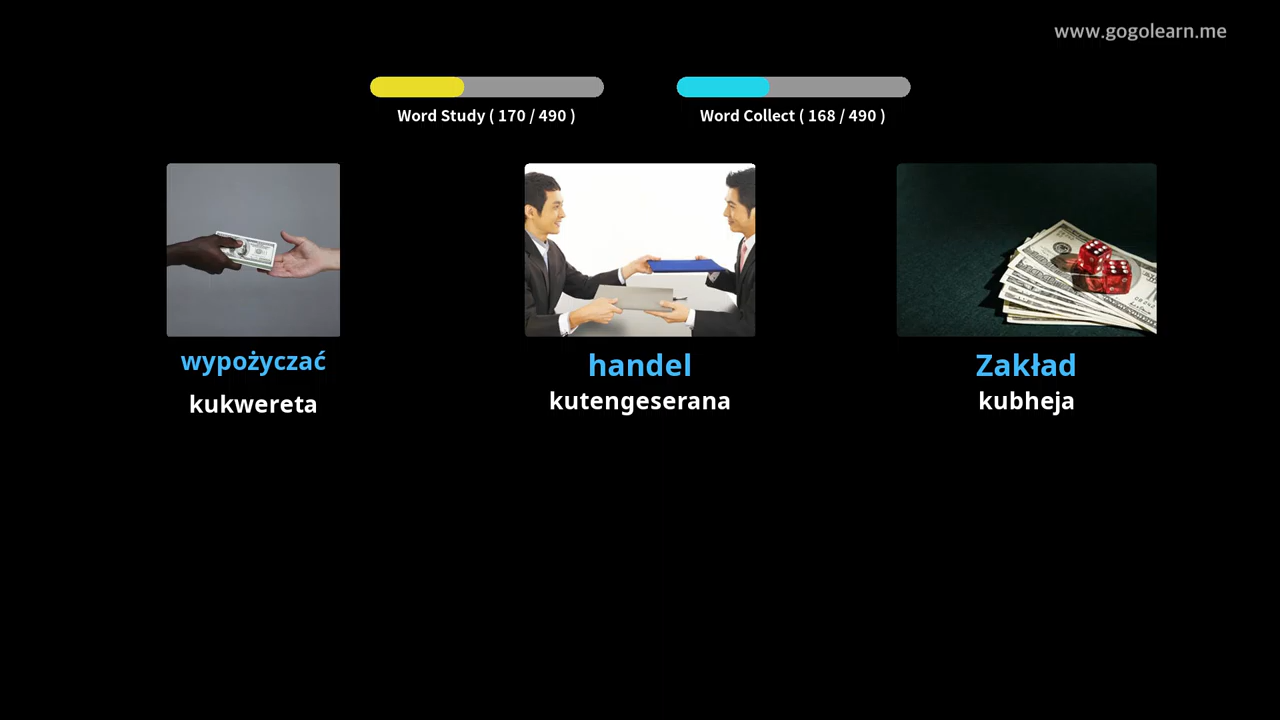 www.gogolearn.me
Word Study ( 170 / 490 )
Word Collect ( 168 / 490 )
wypożyczać
kukwereta
handel
kutengeserana
Zakład
kubheja